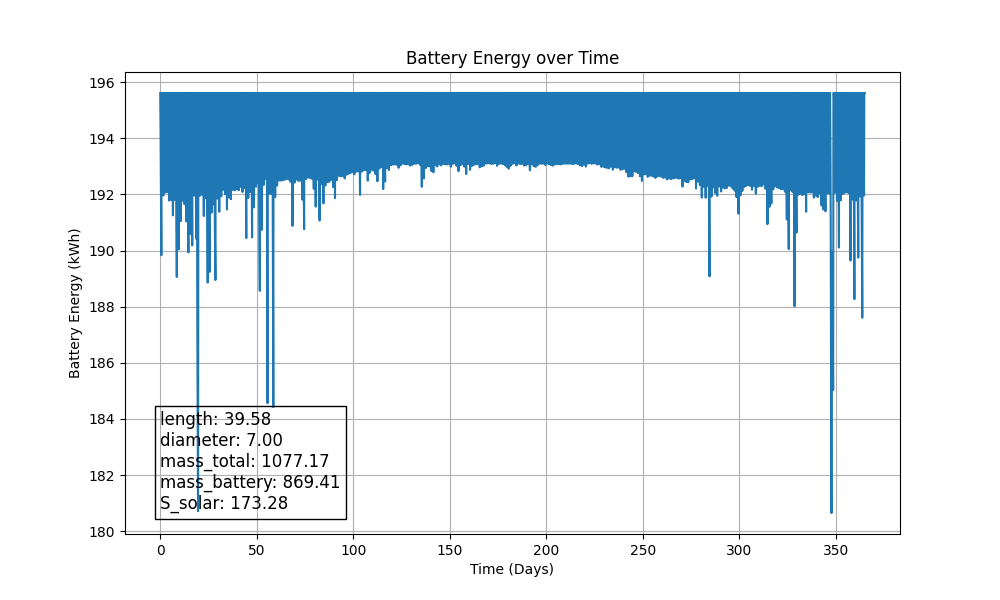 Battery Energy over Time
196
194
192
190
188
186
184
182
180
Battery Energy (kWh)
length: 39.58
diameter: 7.00
mass_total: 1077.17
mass_battery: 869.41
S_solar: 173.28
0 50 100 150 200 250 300 350
Time (Days)